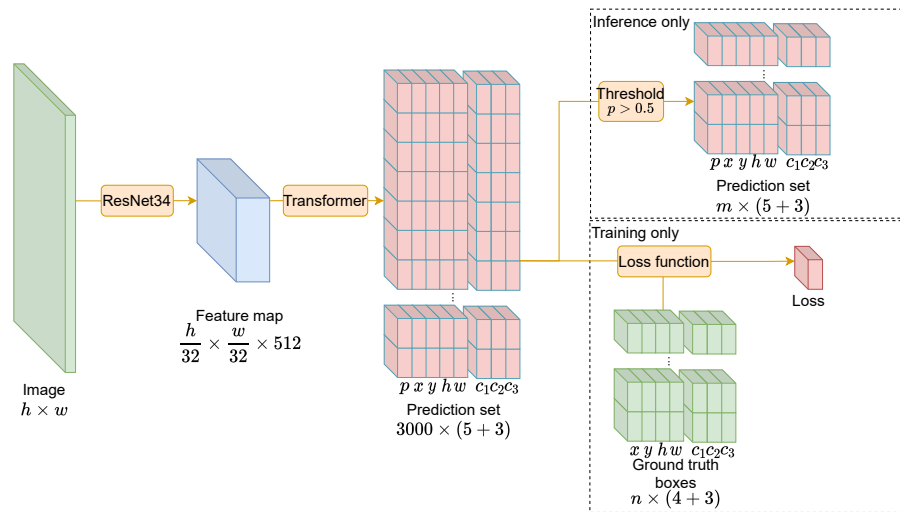 Image
h × w
ResNet34
Feature map
h/32 × w/32 × 512
Transformer
p x y h w c₁c₂c₃
Prediction set
3000 × (5 + 3)
Inference only
Threshold
p > 0.5
p x y h w c₁c₂c₃
Prediction set
m × (5 + 3)
Training only
Loss function
Loss
x y h w c₁c₂c₃
Ground truth
boxes
n × (4 + 3)